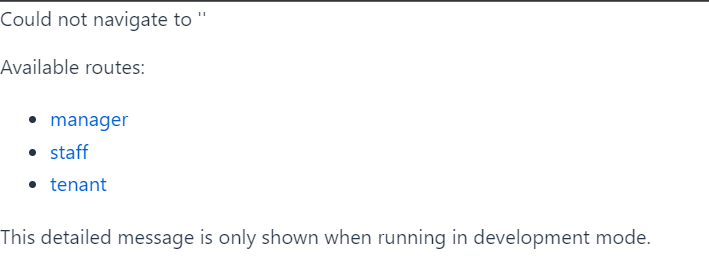 Could not navigate to ''
Available routes:
manager
staff
tenant
This detailed message is only shown when running in development mode.